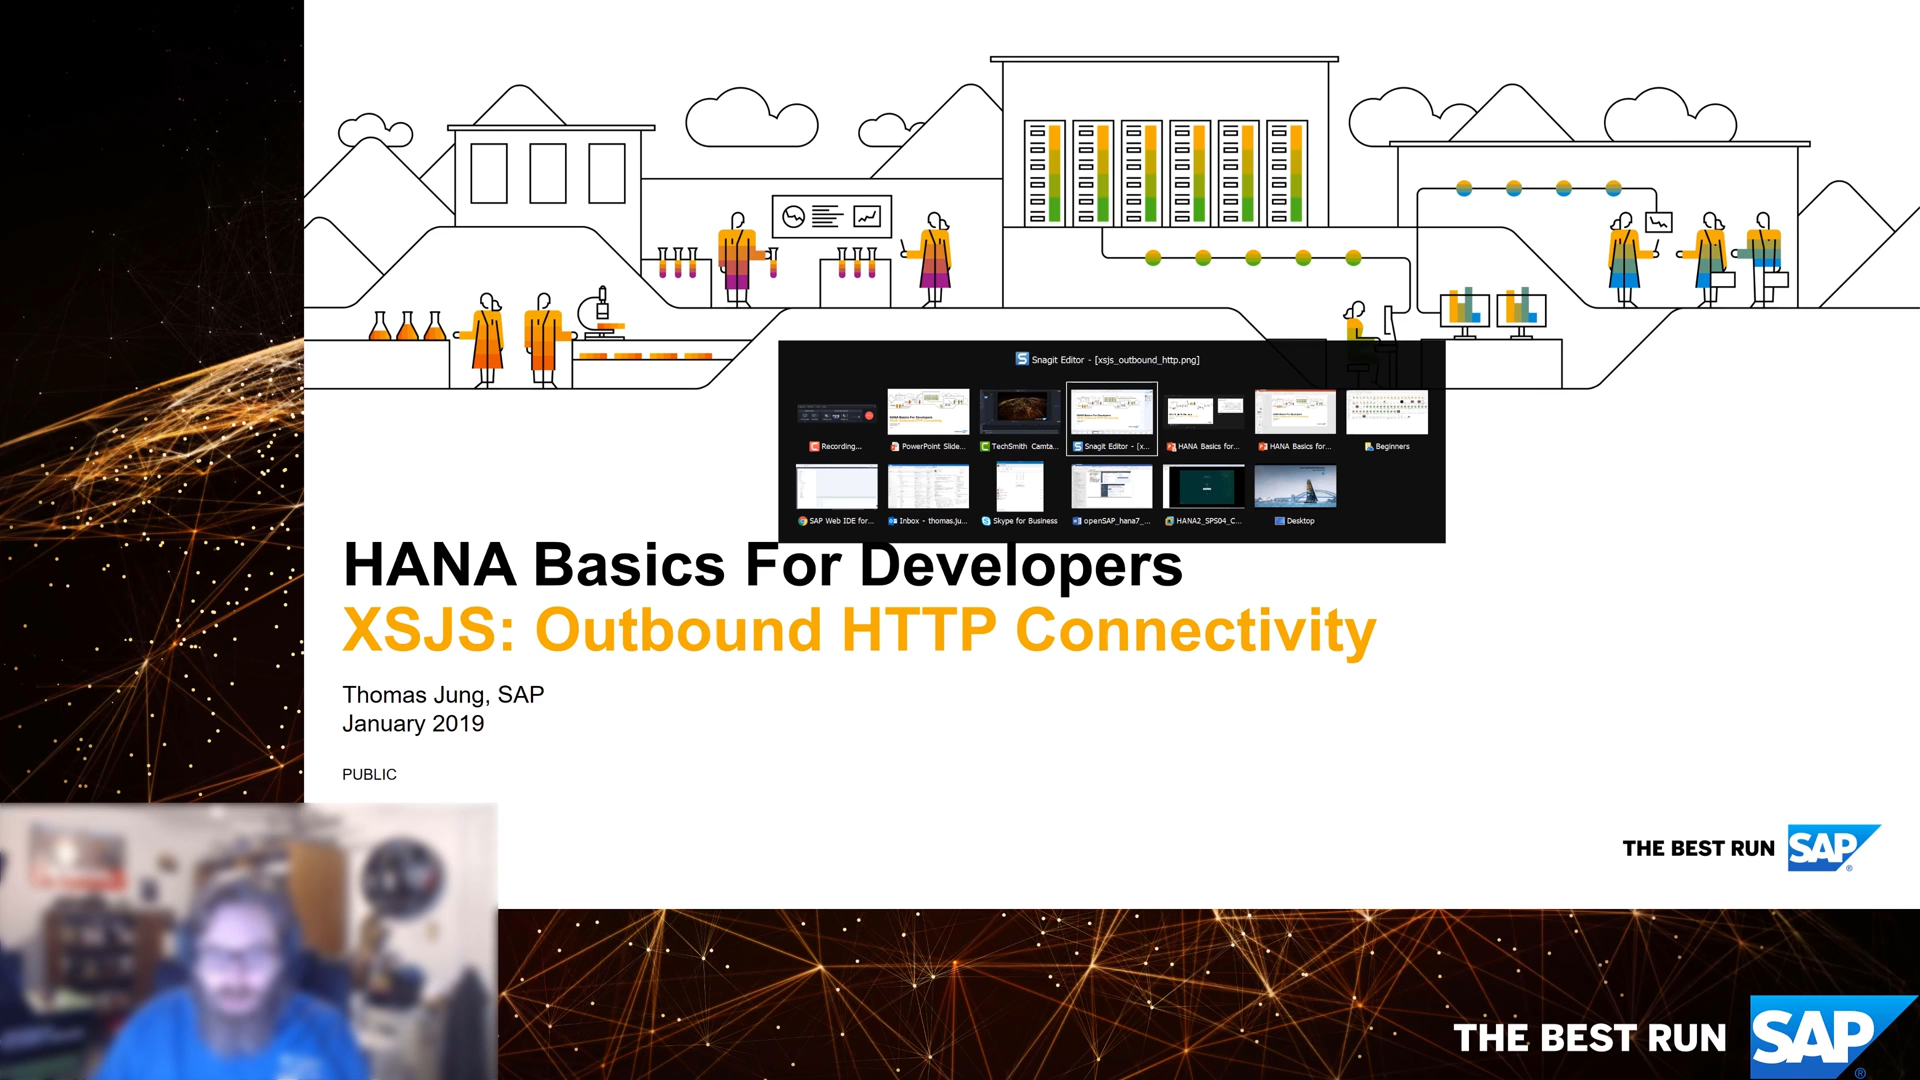 Snagit Editor - [xsjs_outbound_http.png]
Recording...
PowerPoint Slide...
TechSmith Camta...
Snagit Editor - [x...
HANA Basics for...
HANA Basics for...
Beginners
SAP Web IDE for...
Inbox - thomas.ju...
Skype for Business
openSAP_hana7_...
HANA2_SPS04_C...
Desktop
HANA Basics For Developers
XSJS: Outbound HTTP Connectivity
Thomas Jung, SAP
January 2019
PUBLIC
THE BEST RUN SAP®
THE BEST RUN SAP®